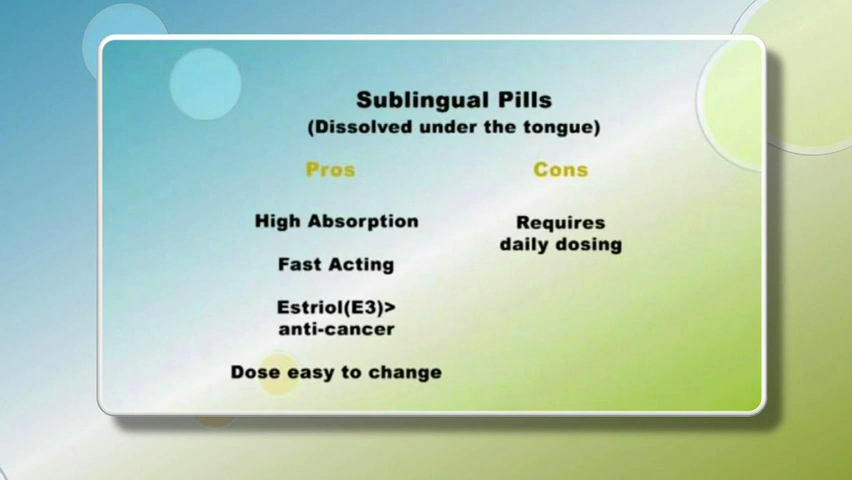 Sublingual Pills
(Dissolved under the tongue)
Pros
Cons
High Absorption
Requires
daily dosing
Fast Acting
Estriol(E3)>
anti-cancer
Dose easy to change